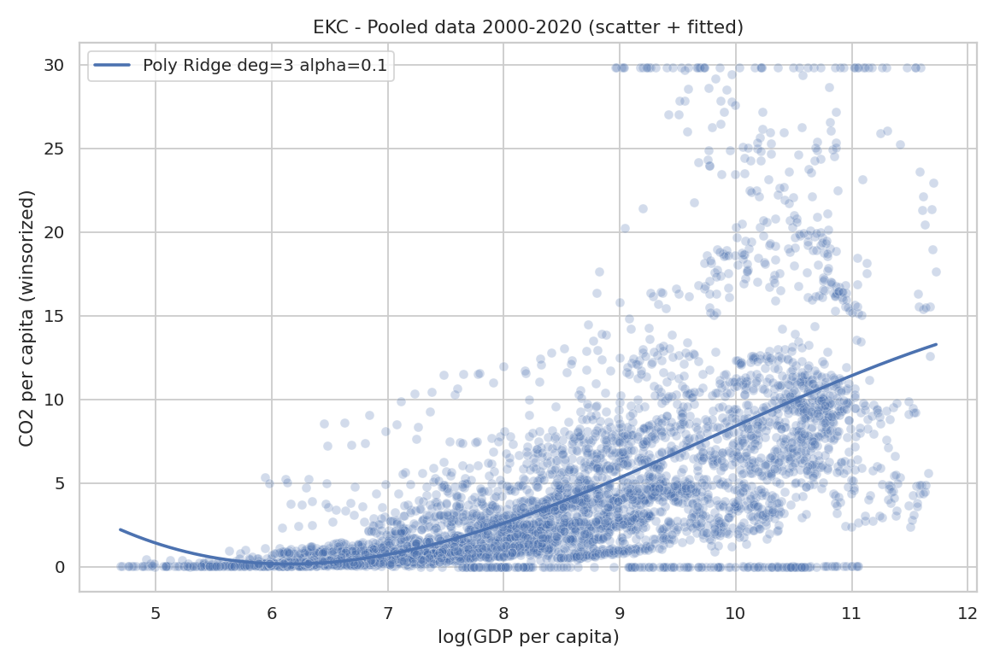 EKC - Pooled data 2000-2020 (scatter + fitted)
Poly Ridge deg=3 alpha=0.1
CO2 per capita (winsorized)
30
25
20
15
10
5
0
5 6 7 8 9 10 11 12
log(GDP per capita)